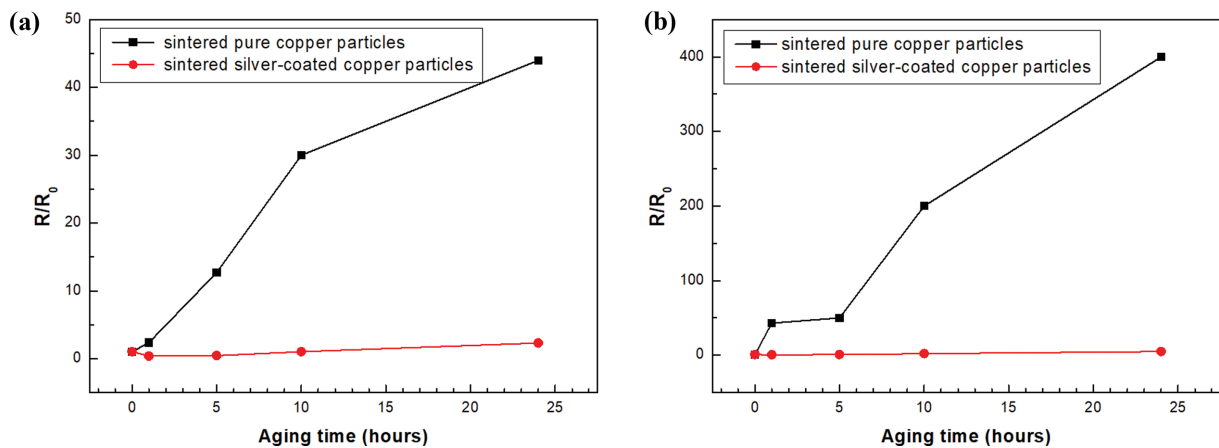 (a)
50
sintered pure copper particles
sintered silver-coated copper particles
40
30
20
10
0
R/R0
0 5 10 15 20 25
Aging time (hours)
(b)
sintered pure copper particles
sintered silver-coated copper particles
400
300
200
100
0
R/R0
0 5 10 15 20 25
Aging time (hours)